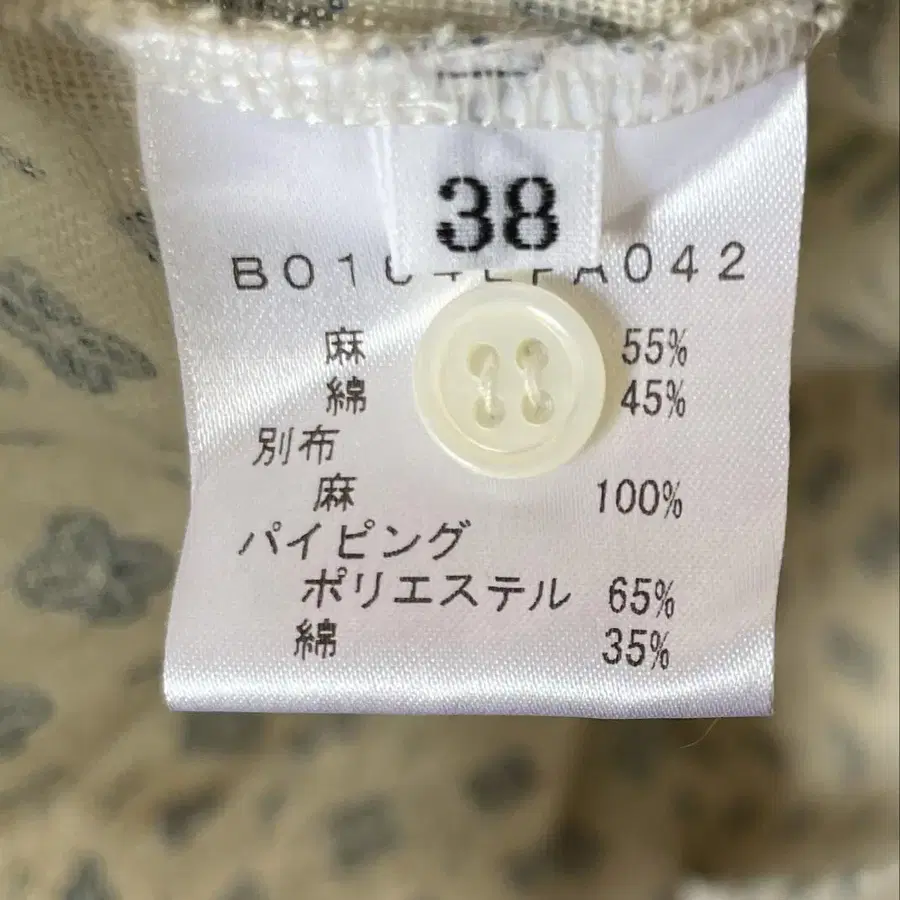 38
麻 55%
綿 45%
別布
麻 100%
パイピング
ポリエステル 65%
綿 35%